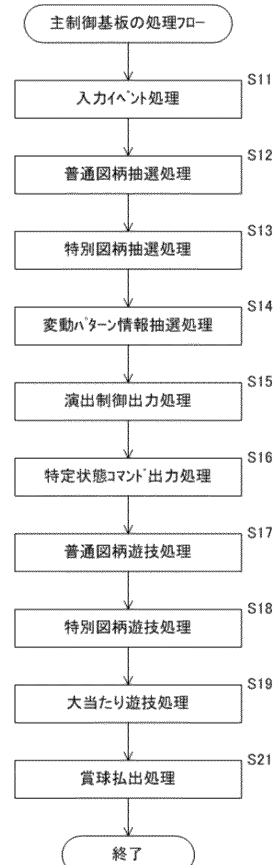 主制御基板の処理フロー
S11
入力イベント処理
S12
普通図柄抽選処理
S13
特別図柄抽選処理
S14
変動パターン情報抽選処理
S15
演出制御出力処理
S16
特定状態コマンド出力処理
S17
普通図柄遊技処理
S18
特別図柄遊技処理
S19
大当たり遊技処理
S21
賞球払出処理
終了